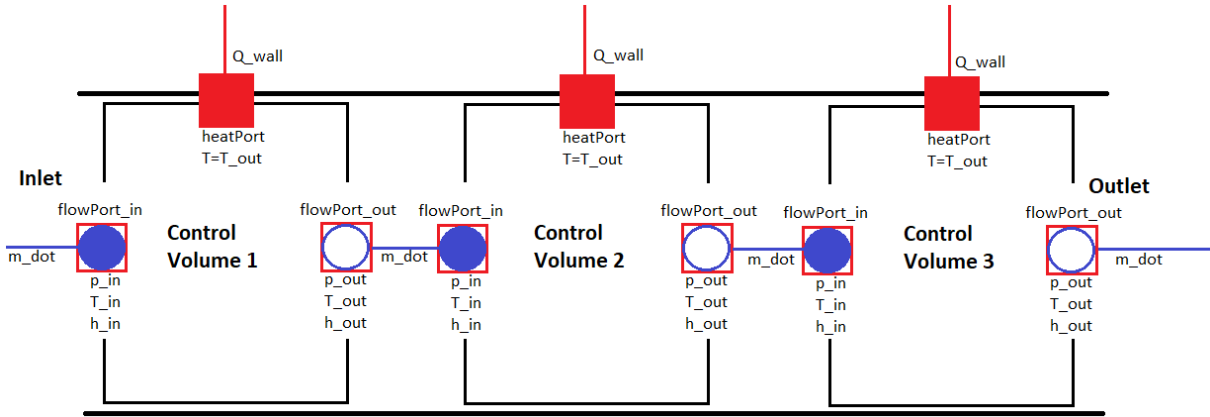 Q_wall
Q_wall
Q_wall
heatPort
T=T_out
heatPort
T=T_out
heatPort
T=T_out
Inlet
Outlet
flowPort_in
flowPort_out
flowPort_in
flowPort_out
flowPort_in
flowPort_out
Control
Volume 1
Control
Volume 2
Control
Volume 3
m_dot
m_dot
m_dot
m_dot
p_in
T_in
h_in
p_out
T_out
h_out
p_in
T_in
h_in
p_out
T_out
h_out
p_in
T_in
h_in
p_out
T_out
h_out